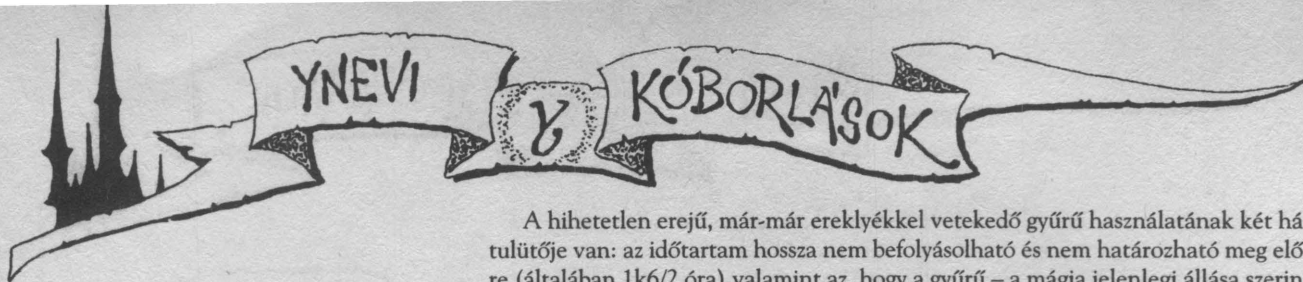 YNEVI
Y
KÓBORLÁSOK
A hihetetlen erejű, már-már ereklyékkel vetekedő gyűrű használatának két há
tulütője van: az időtartam hossza nem befolyásolható és nem határozható meg elő
re (általában 1k6/2 óra) valamint az, hogy a gyűrű – a mágia jelenlegi állása szerin